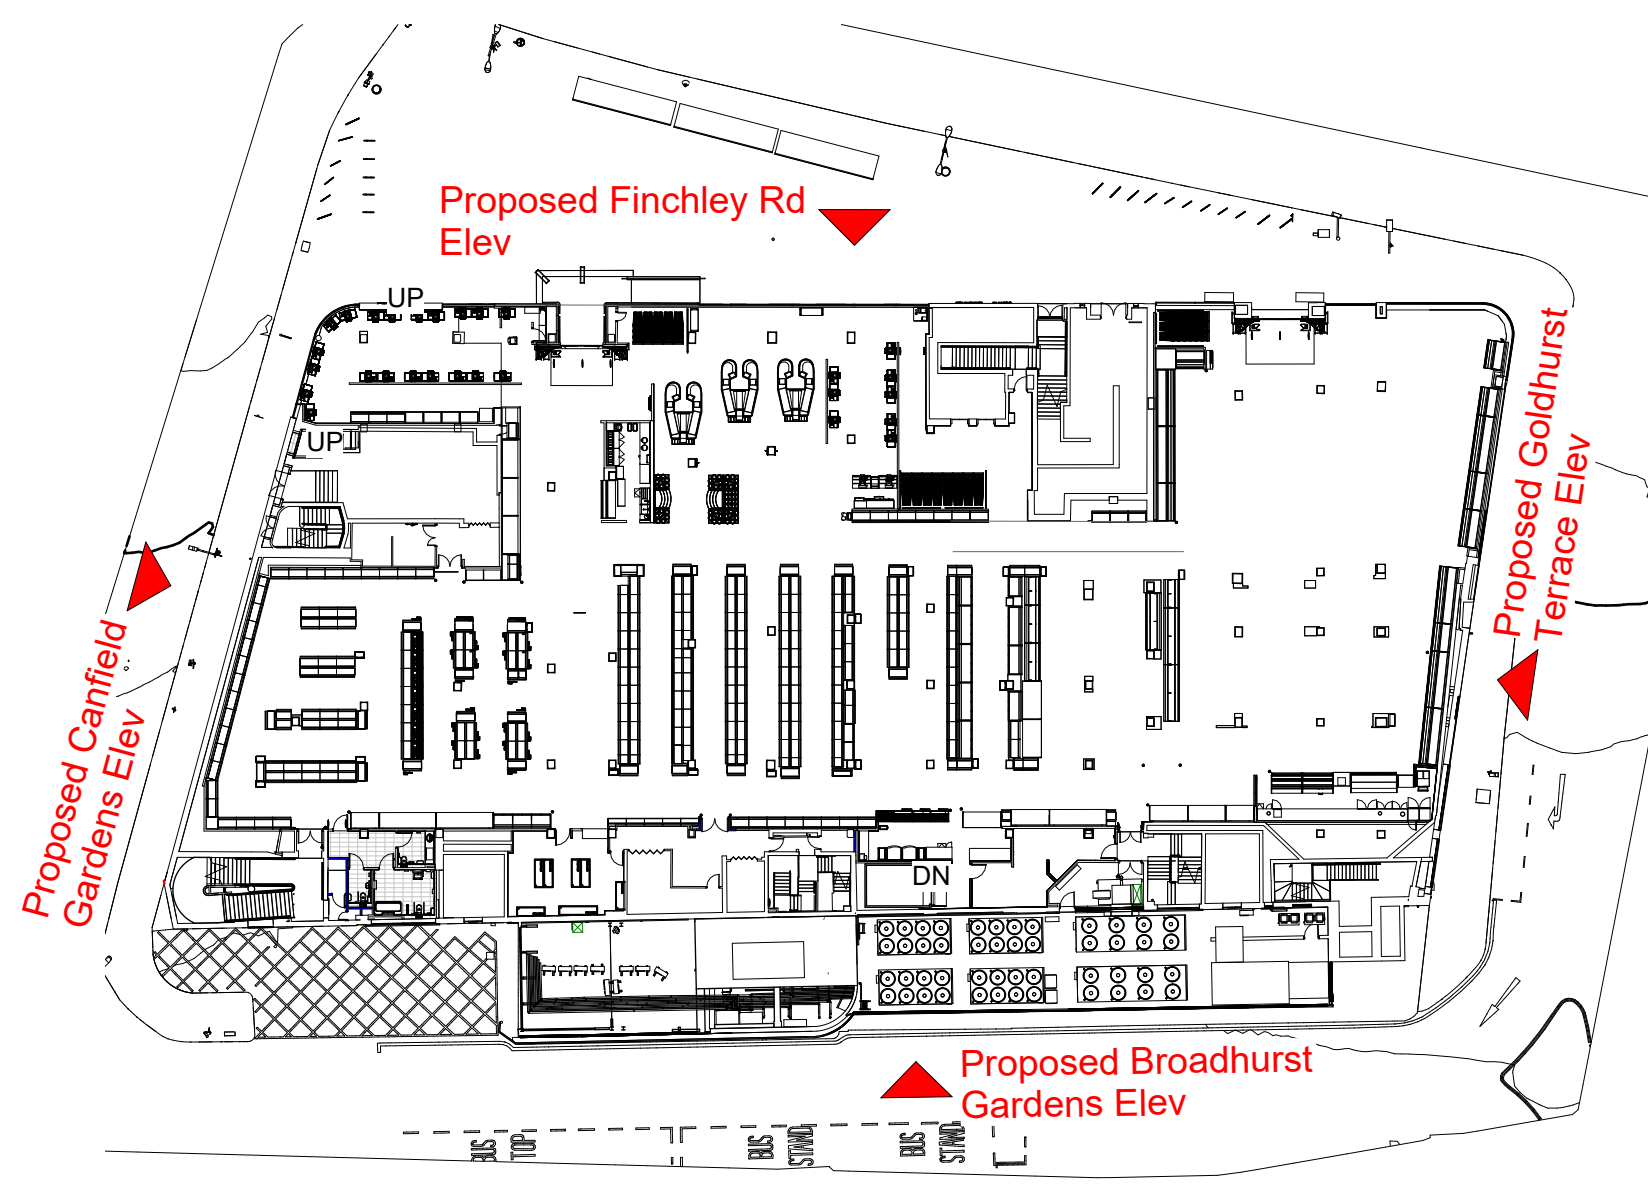 Proposed Finchley Rd
Elev
UP
UP
Proposed Goldhurst
Terrace Elev
Proposed Canfield
Gardens Elev
DN
Proposed Broadhurst
Gardens Elev
BUS
STOP
BUS
STAND
BUS
STAND